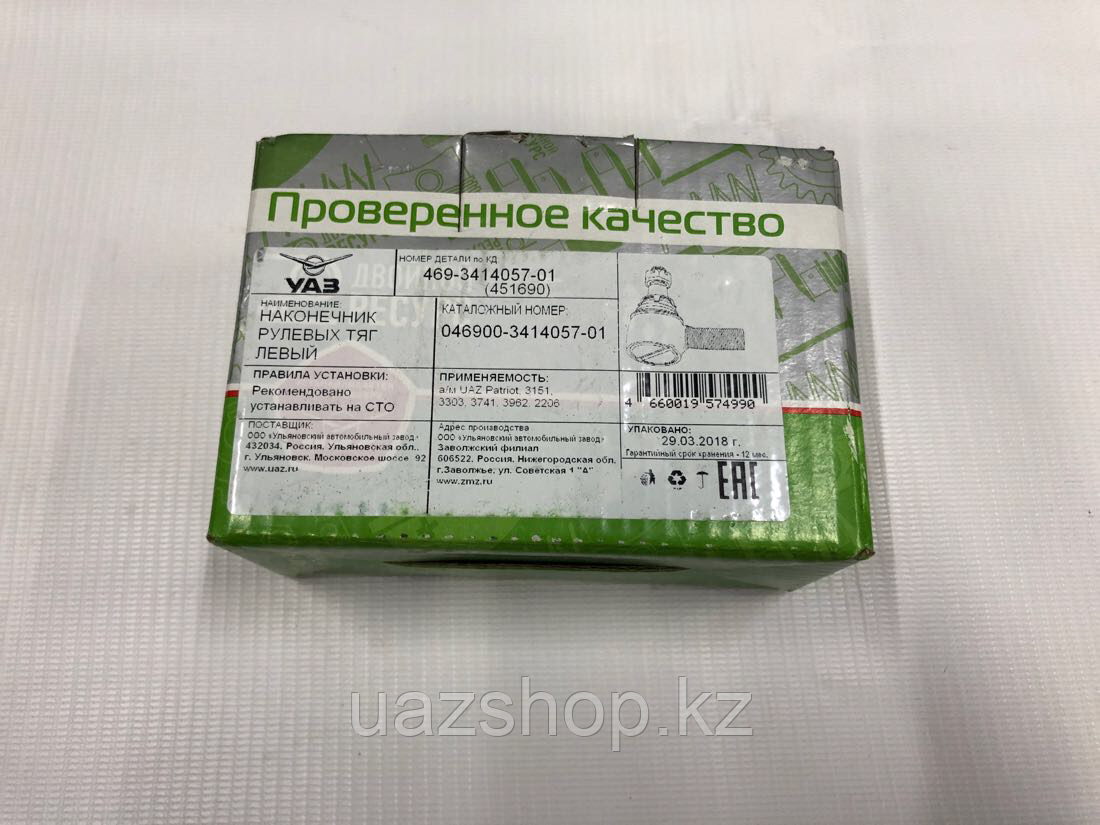 Проверенное качество
УАЗ
НОМЕР ДЕТАЛИ по КД
469-3414057-01
(451690)
НАИМЕНОВАНИЕ:
НАКОНЕЧНИК
РУЛЕВЫХ ТЯГ
ЛЕВЫЙ
КАТАЛОЖНЫЙ НОМЕР:
046900-3414057-01
ПРАВИЛА УСТАНОВКИ:
Рекомендовано
устанавливать на СТО
ПРИМЕНЯЕМОСТЬ:
а/м UAZ Patriot, 3151,
3303, 3741, 3962, 2206
4 660019 574990
ПОСТАВЩИК:
ООО «Ульяновский автомобильный завод»
432034, Россия, Ульяновская обл.,
г. Ульяновск, Московское шоссе, 92
www.uaz.ru
Адрес производства
ООО «Ульяновский автомобильный завод»
Заволжский филиал
606522, Россия, Нижегородская обл,
г.Заволжье, ул. Советская 1 "А"
www.zmz.ru
УПАКОВАНО:
29.03.2018 г.
Гарантийный срок хранения - 12 мес.
EAC
uazshop.kz